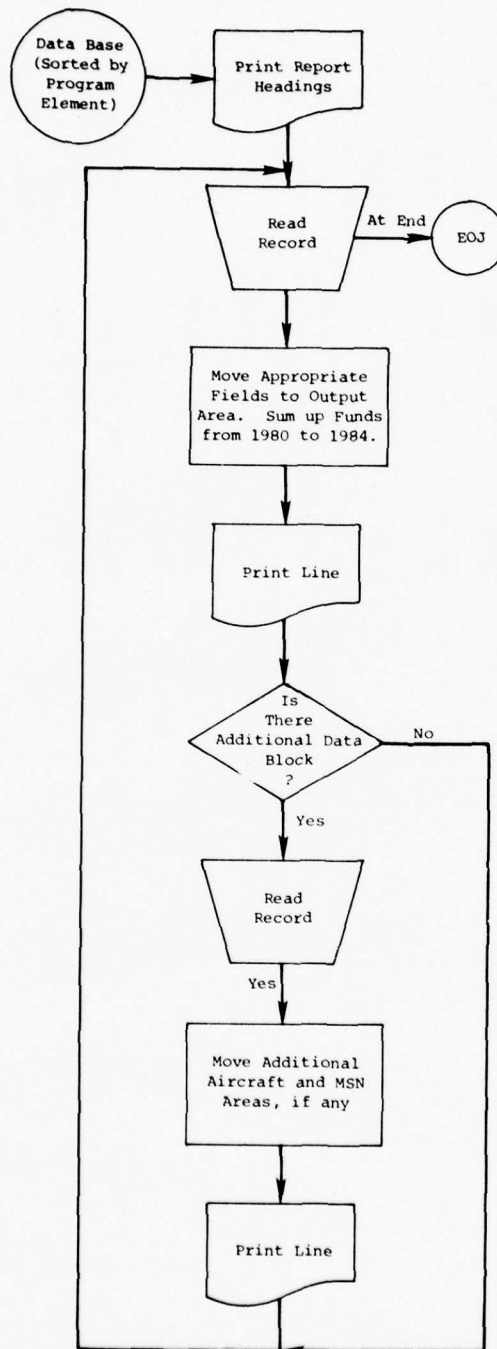 Data Base
(Sorted by
Program
Element)
Print Report
Headings
Read
Record
At End
EOJ
Move Appropriate
Fields to Output
Area. Sum up Funds
from 1980 to 1984.
Print Line
Is
There
Additional Data
Block
?
No
Yes
Read
Record
Yes
Move Additional
Aircraft and MSN
Areas, if any
Print Line